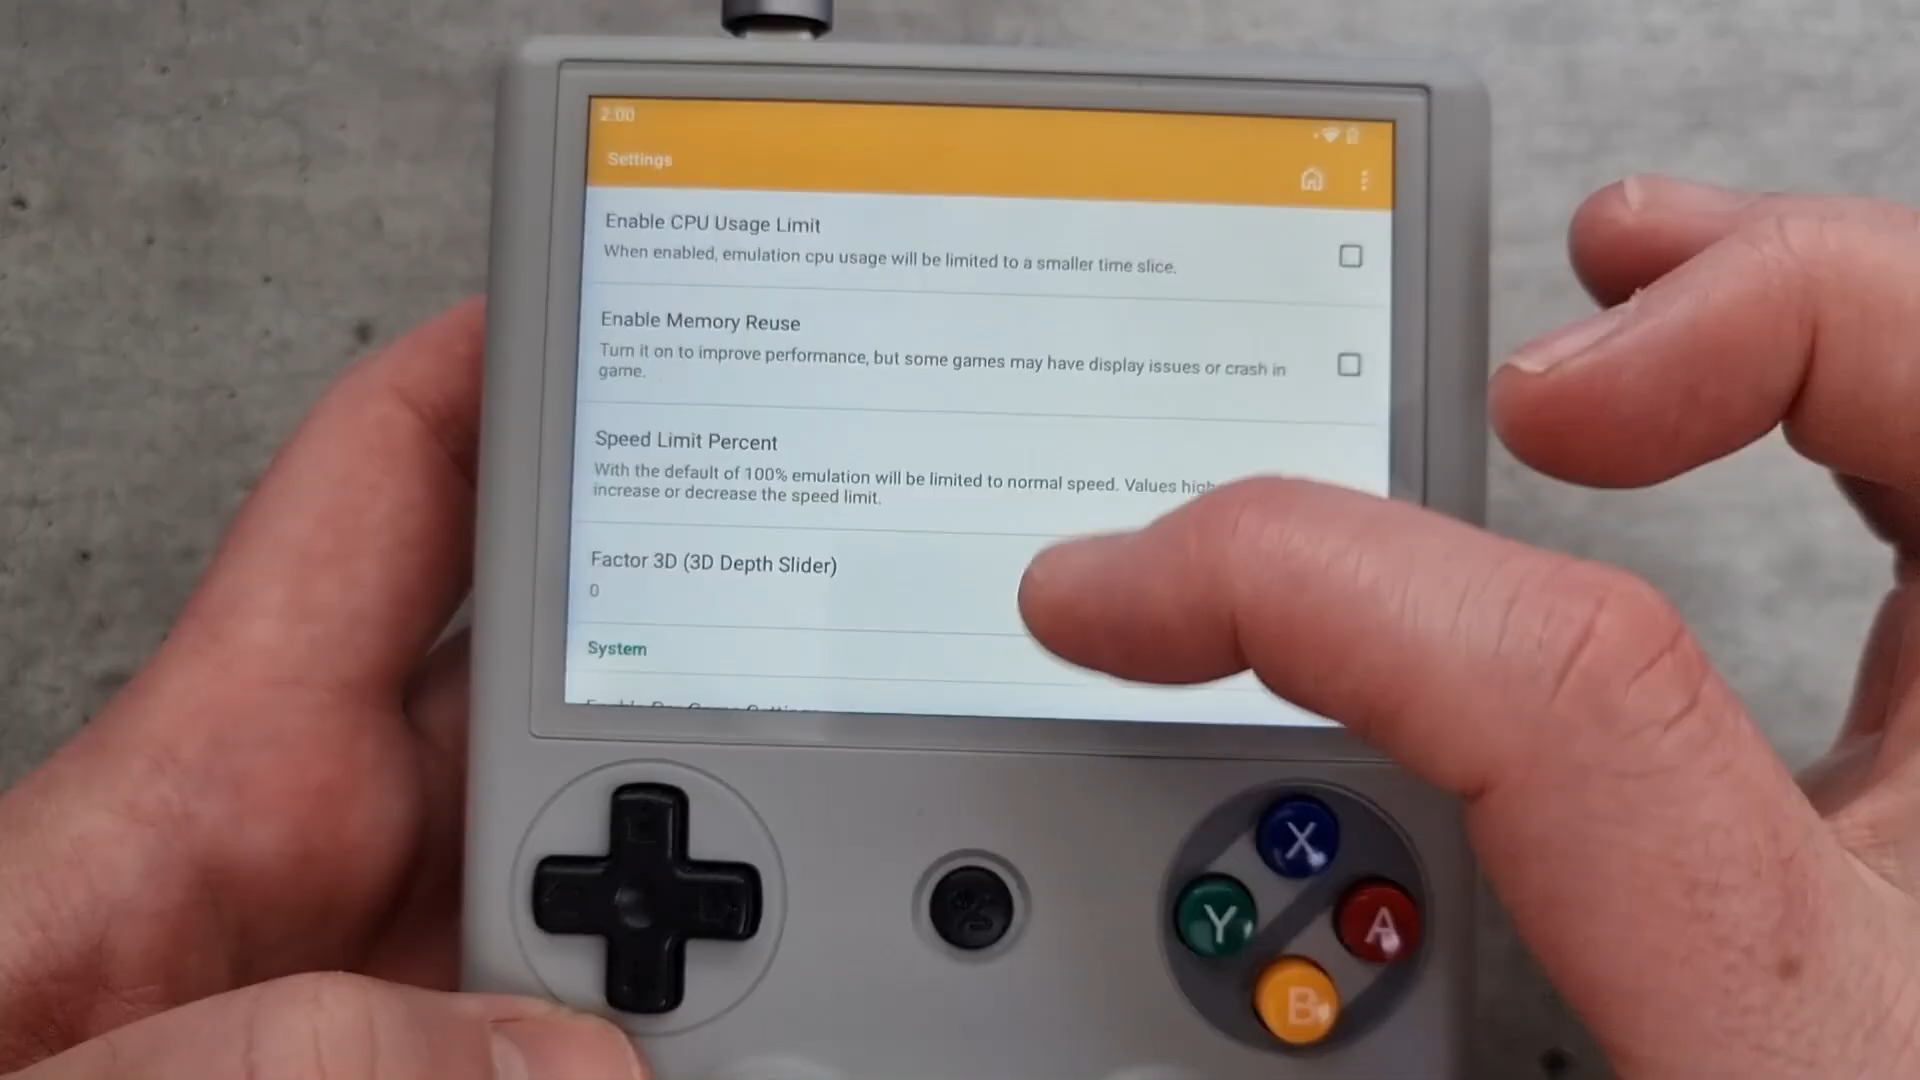 2:00
Settings
Enable CPU Usage Limit
When enabled, emulation cpu usage will be limited to a smaller time slice.
Enable Memory Reuse
Turn it on to improve performance, but some games may have display issues or crash in
game.
Speed Limit Percent
With the default of 100% emulation will be limited to normal speed. Values
increase or decrease the speed limit.
Factor 3D (3D Depth Slider)
0
System
X
Y
A
B